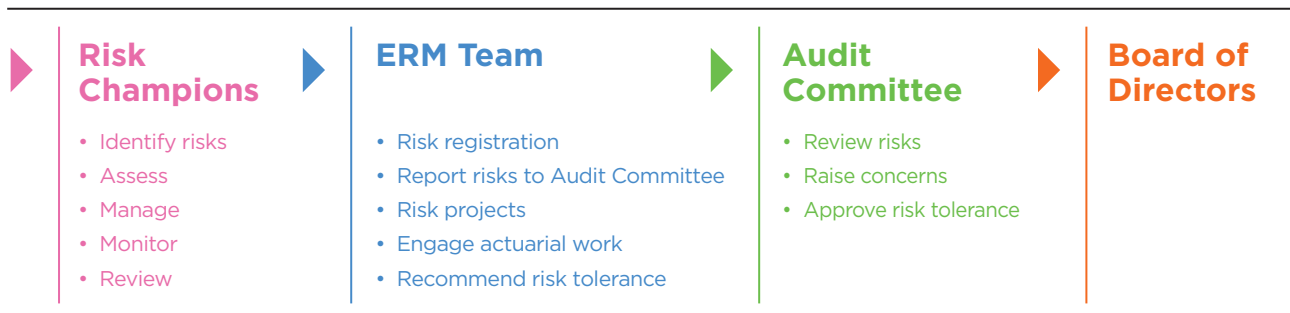 Risk
Champions
• Identify risks
• Assess
• Manage
• Monitor
• Review
ERM Team
• Risk registration
• Report risks to Audit Committee
• Risk projects
• Engage actuarial work
• Recommend risk tolerance
Audit
Committee
• Review risks
• Raise concerns
• Approve risk tolerance
Board of
Directors